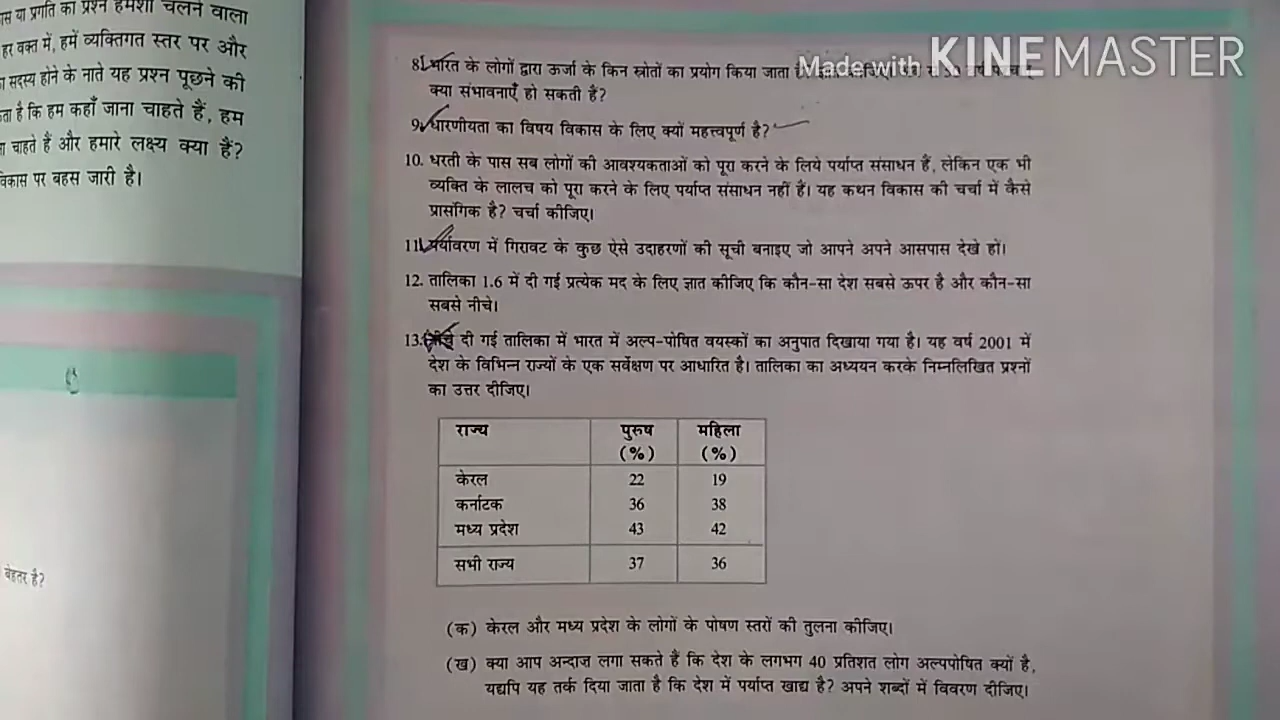 या प्रगति का प्रश्न हमेशा चलने वाला
हर वक्त में, हमें व्यक्तिगत स्तर पर और
सदस्य होने के नाते यह प्रश्न पूछने की
है कि हम कहाँ जाना चाहते हैं, हम
चाहते हैं और हमारे लक्ष्य क्या हैं?
विकास पर बहस जारी है।
बेहतर है?
Made with KINEMASTER
8. भारत के लोगों द्वारा ऊर्जा के किन स्रोतों का प्रयोग किया जाता
क्या संभावनाएँ हो सकती हैं?
9. धारणीयता का विषय विकास के लिए क्यों महत्त्वपूर्ण है?
10. धरती के पास सब लोगों की आवश्यकताओं को पूरा करने के लिये पर्याप्त संसाधन हैं, लेकिन एक भी
व्यक्ति के लालच को पूरा करने के लिए पर्याप्त संसाधन नहीं हैं। यह कथन विकास की चर्चा में कैसे
प्रासंगिक है? चर्चा कीजिए।
11. पर्यावरण में गिरावट के कुछ ऐसे उदाहरणों की सूची बनाइए जो आपने अपने आसपास देखे हों।
12. तालिका 1.6 में दी गई प्रत्येक मद के लिए ज्ञात कीजिए कि कौन-सा देश सबसे ऊपर है और कौन-सा
सबसे नीचे।
13. नीचे दी गई तालिका में भारत में अल्प-पोषित वयस्कों का अनुपात दिखाया गया है। यह वर्ष 2001 में
देश के विभिन्न राज्यों के एक सर्वेक्षण पर आधारित है। तालिका का अध्ययन करके निम्नलिखित प्रश्नों
का उत्तर दीजिए।
राज्य पुरुष महिला
(%) (%)
केरल 22 19
कर्नाटक 36 38
मध्य प्रदेश 43 42
सभी राज्य 37 36
(क) केरल और मध्य प्रदेश के लोगों के पोषण स्तरों की तुलना कीजिए।
(ख) क्या आप अन्दाज़ लगा सकते हैं कि देश के लगभग 40 प्रतिशत लोग अल्पपोषित क्यों है,
यद्यपि यह तर्क दिया जाता है कि देश में पर्याप्त खाद्य है? अपने शब्दों में विवरण दीजिए।